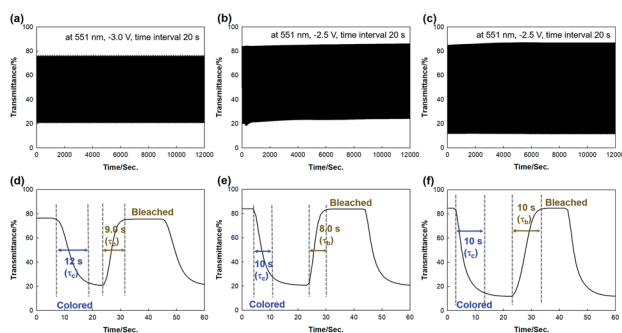 (a)
at 551 nm, -3.0 V, time interval 20 s
Transmittance/%
100
80
60
40
20
0
0 2000 4000 6000 8000 10000 12000
Time/Sec.
(b)
at 551 nm, -2.5 V, time interval 20 s
Transmittance/%
100
80
60
40
20
0
0 2000 4000 6000 8000 10000 12000
Time/Sec.
(c)
at 551 nm, -2.5 V, time interval 20 s
Transmittance/%
100
80
60
40
20
0
0 2000 4000 6000 8000 10000 12000
Time/Sec.
(d)
Transmittance/%
100
80
60
40
20
0
Bleached
9.0 s
(τb)
12 s
(τc)
Colored
0 10 20 30 40 50 60
Time/Sec.
(e)
Transmittance/%
100
80
60
40
20
0
Bleached
8.0 s
(τb)
10 s
(τc)
Colored
0 10 20 30 40 50 60
Time/Sec.
(f)
Transmittance/%
100
80
60
40
20
0
10 s
(τb)
Bleached
10 s
(τc)
Colored
0 10 20 30 40 50 60
Time/Sec.